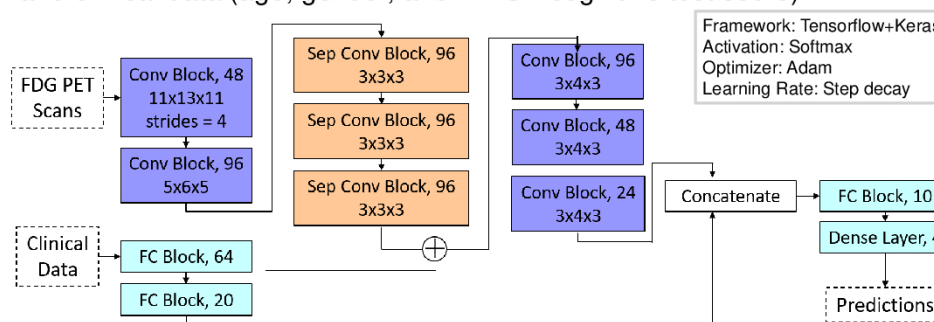 Framework: Tensorflow+Keras
Activation: Softmax
Optimizer: Adam
Learning Rate: Step decay
FDG PET
Scans
Conv Block, 48
11x13x11
strides = 4
Conv Block, 96
5x6x5
Sep Conv Block, 96
3x3x3
Sep Conv Block, 96
3x3x3
Sep Conv Block, 96
3x3x3
Conv Block, 96
3x4x3
Conv Block, 48
3x4x3
Conv Block, 24
3x4x3
Clinical
Data
FC Block, 64
FC Block, 20
Concatenate
FC Block, 10
Dense Layer,
Predictions